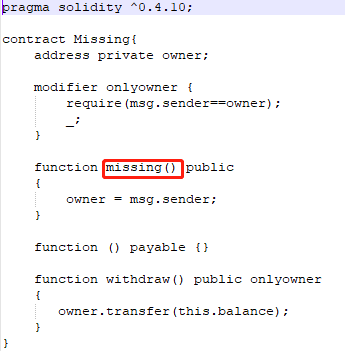 pragma solidity ^0.4.10;
contract Missing{
address private owner;
modifier onlyowner {
require(msg.sender==owner);
_;
}
function missing() public
{
owner = msg.sender;
}
function () payable {}
function withdraw() public onlyowner
{
owner.transfer(this.balance);
}
}